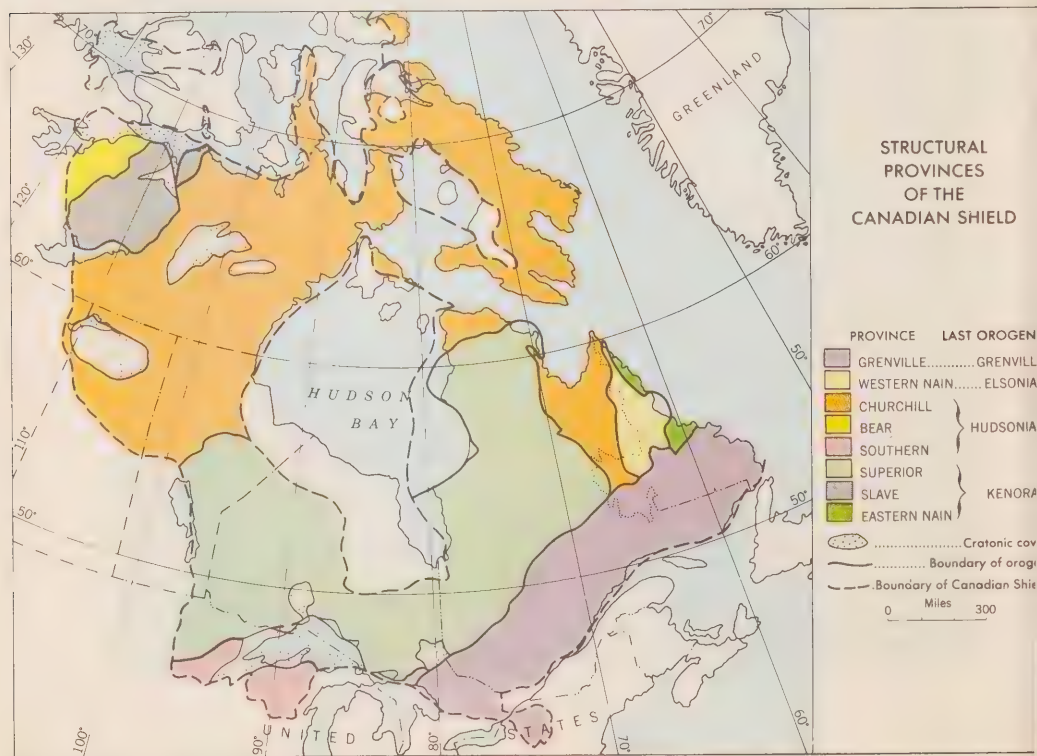 70°
70°
130°
GREENLAND
STRUCTURAL
PROVINCES
OF THE
CANADIAN SHIELD
120°
60°
60°
PROVINCE LAST OROGEN
GRENVILLE............GRENVILL
WESTERN NAIN......ELSONIA
CHURCHILL
BEAR
HUDSONIA
SOUTHERN
SUPERIOR
SLAVE
KENORA
EASTERN NAIN
..................Cratonic cov
............ Boundary of oroge
Boundary of Canadian Shie
Miles
0 300
50°
HUDSON
BAY
110°
50°
50°
100°
90°
UNITED
80°
STATES
70°
60°